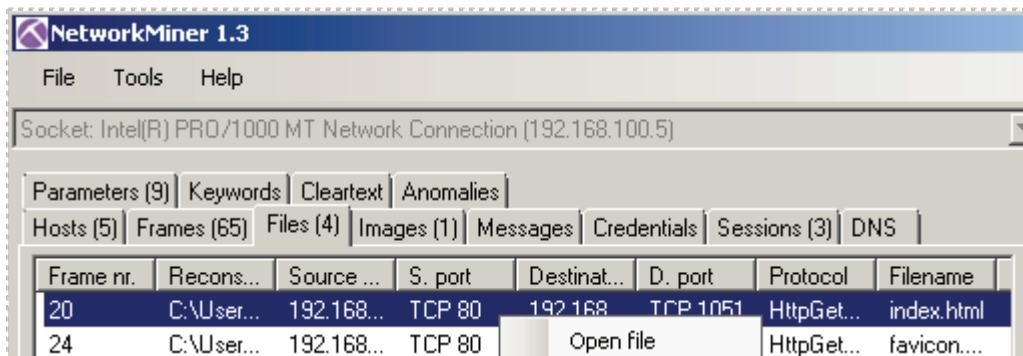 NetworkMiner 1.3
File Tools Help
Socket: Intel(R) PRO/1000 MT Network Connection (192.168.100.5)
Parameters (9) Keywords Cleartext Anomalies
Hosts (5) Frames (65) Files (4) Images (1) Messages Credentials Sessions (3) DNS
Frame nr. Recons... Source ... S. port Destinat... D. port Protocol Filename
20 C:\User... 192.168... TCP 80 192.168 TCP 1051 HttpGet... index.html
24 C:\User... 192.168... TCP 80 Open file HttpGet... favicon....